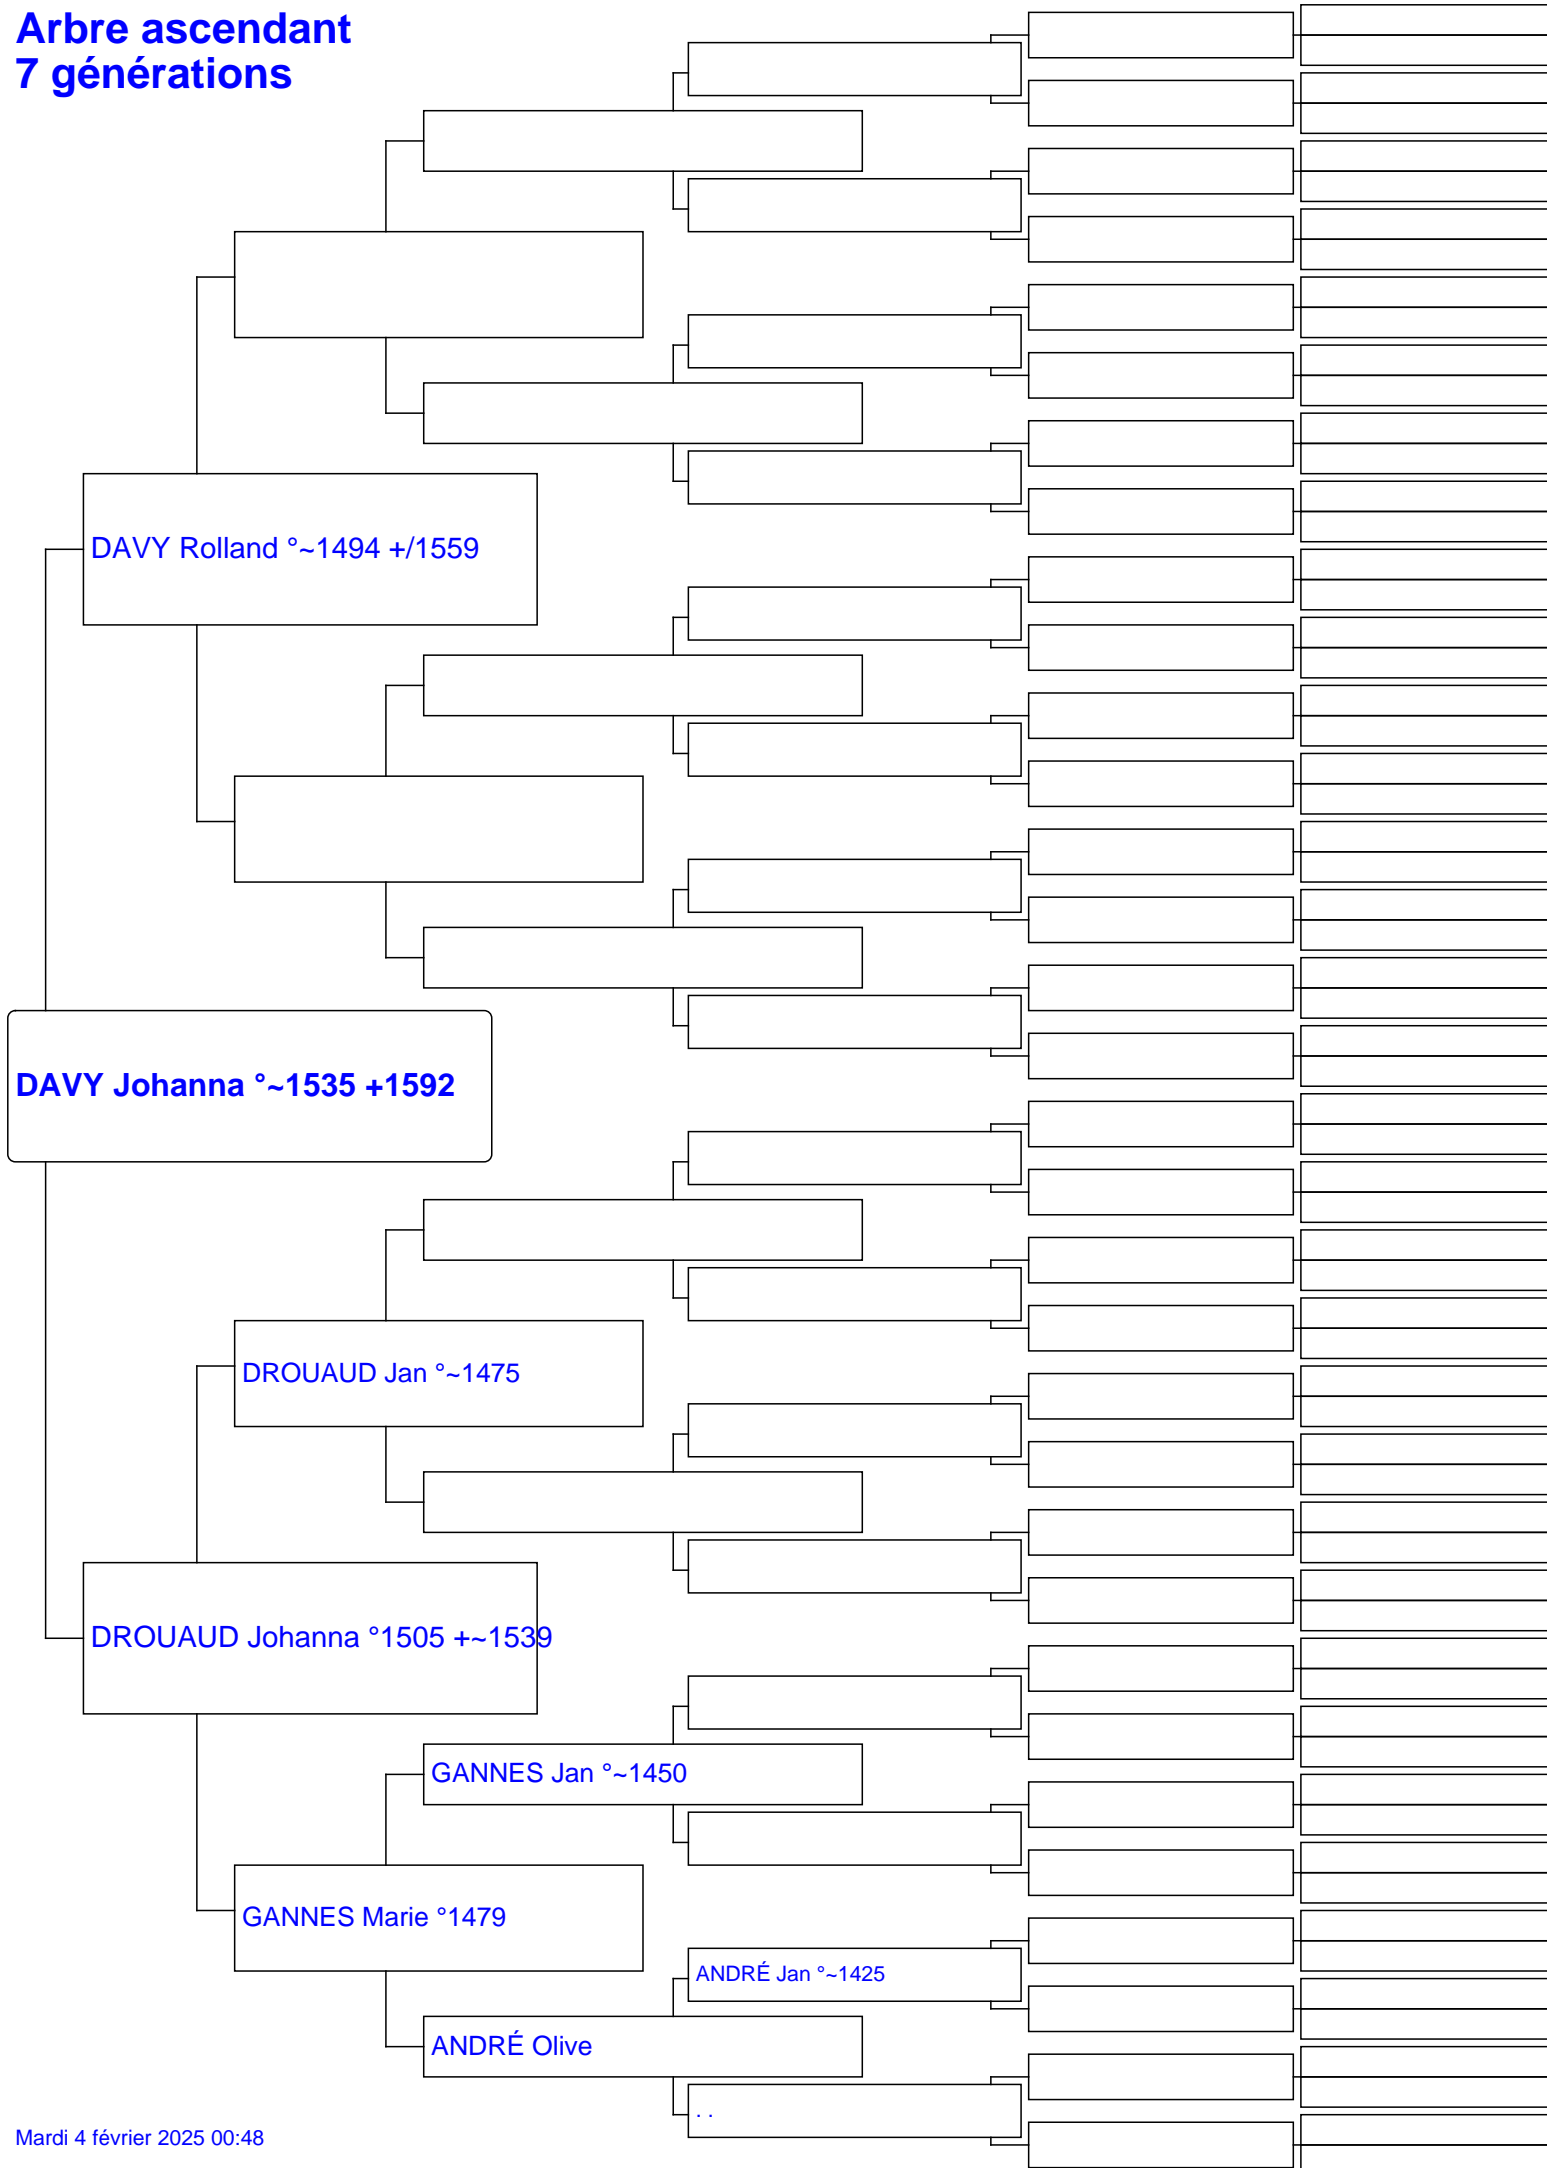 Arbre ascendant
7 générations
DAVY Rolland °~1494 +/1559
DAVY Johanna °~1535 +1592
DROUAUD Jan °~1475
DROUAUD Johanna °1505 +~1539
GANNES Jan °~1450
GANNES Marie °1479
ANDRÉ Jan °~1425
ANDRÉ Olive
. .
Mardi 4 février 2025 00:48